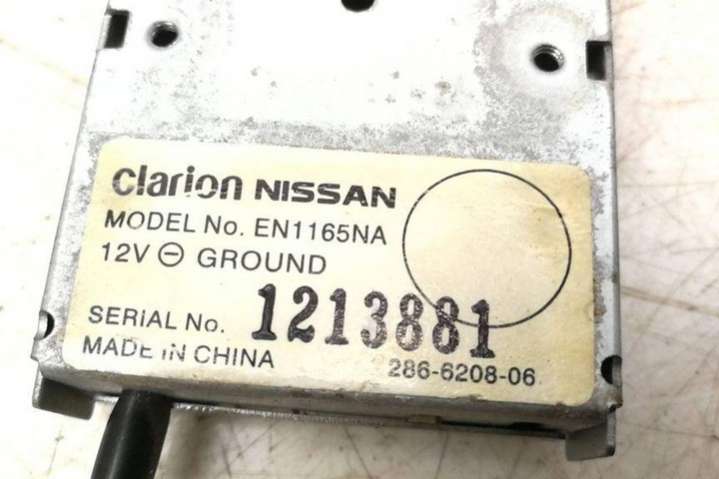 clarion NISSAN
MODEL No. EN1165NA
12V ⊖ GROUND
SERIAL No. 1213881
MADE IN CHINA
286-6208-06